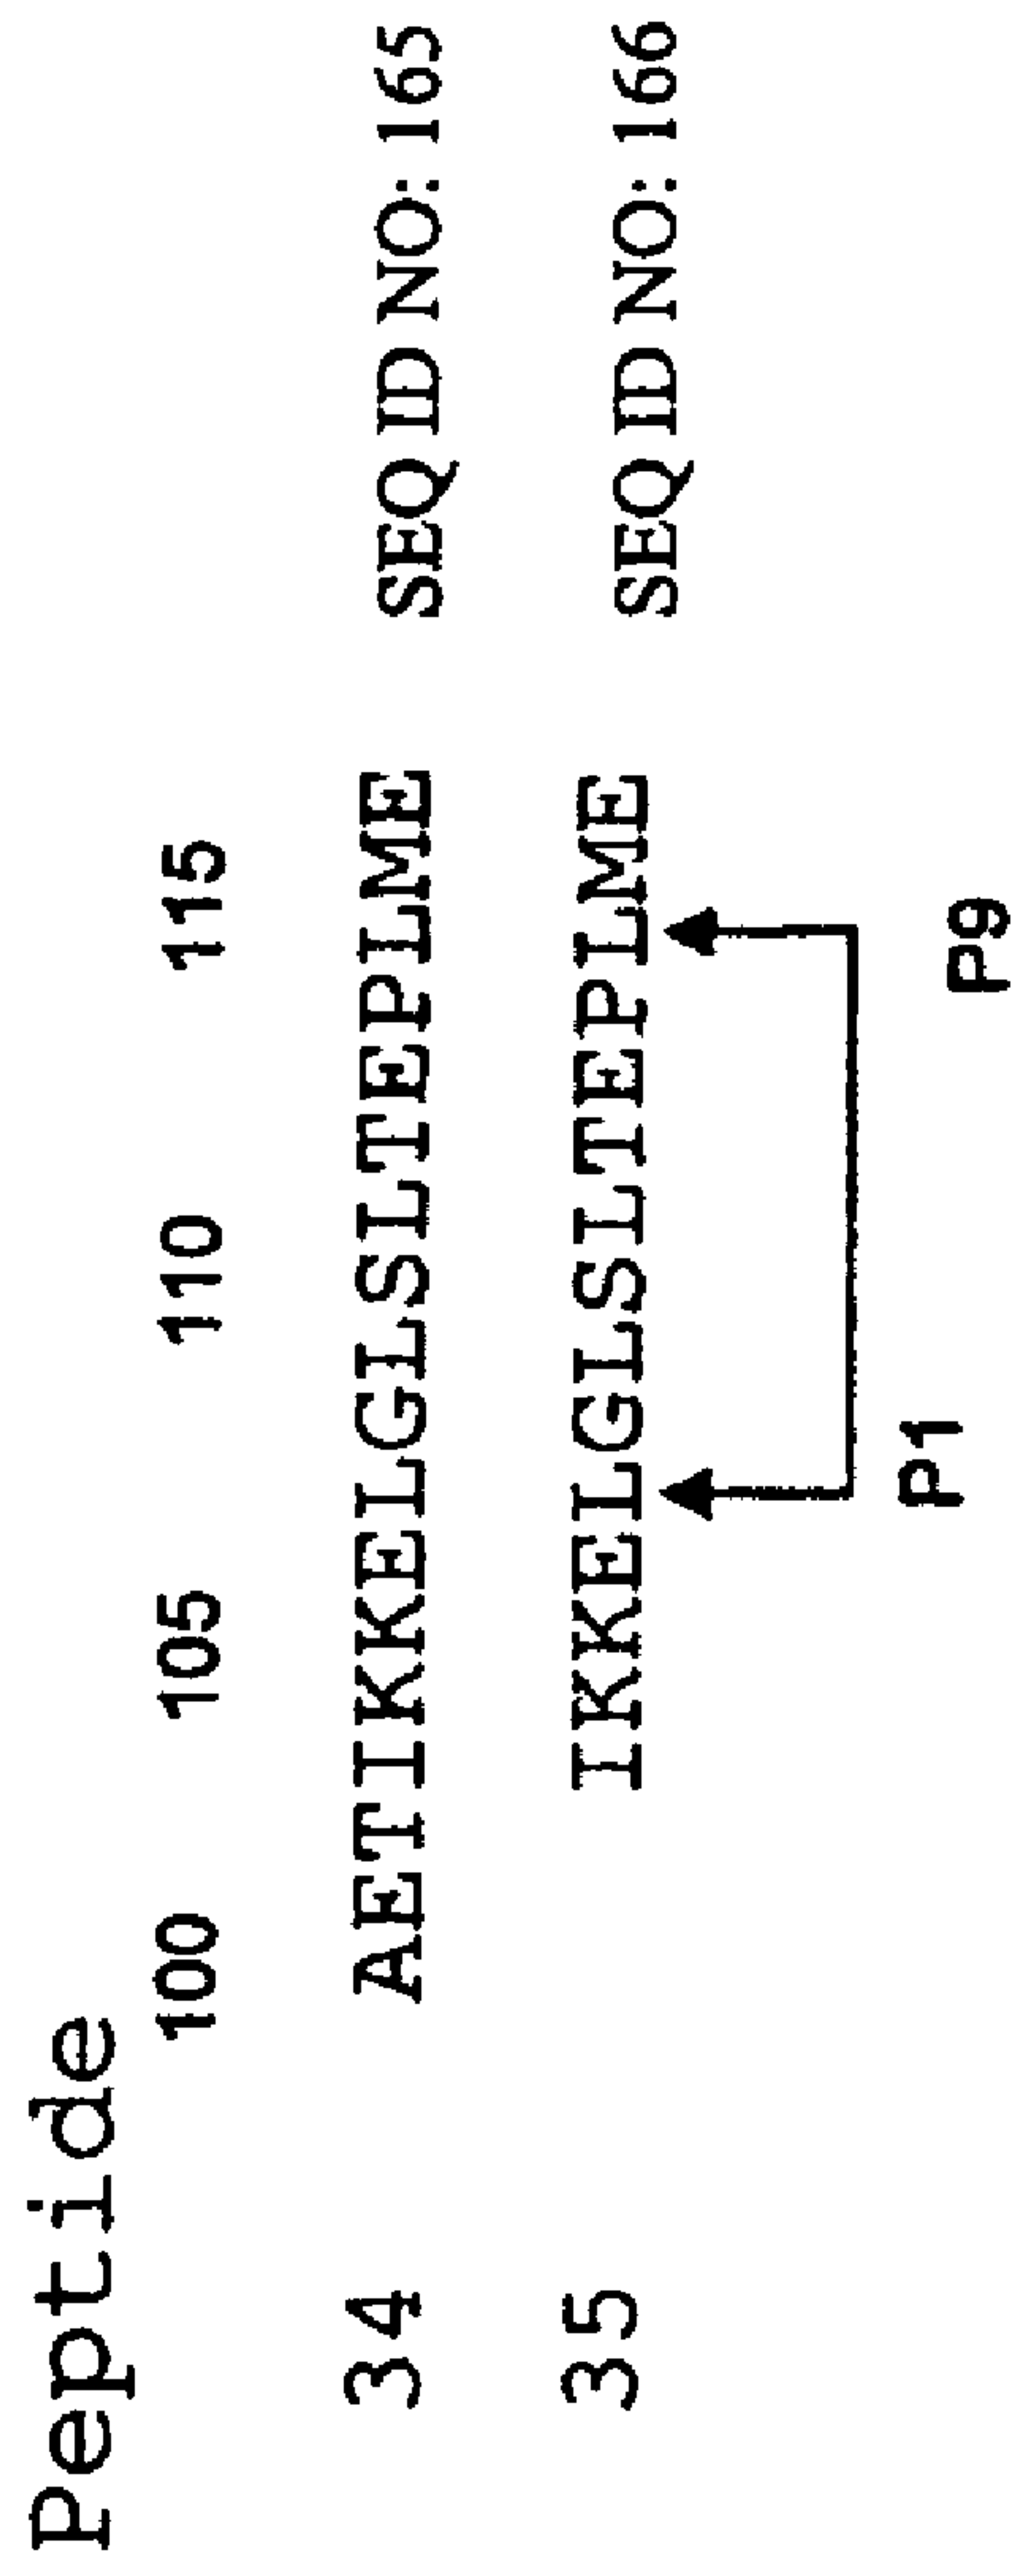 Peptide
100 105 110 115
34 AETIKKELGLSLTEPLME SEQ ID NO: 165
35 IKKELGLSLTEPLME SEQ ID NO: 166
P1 P9